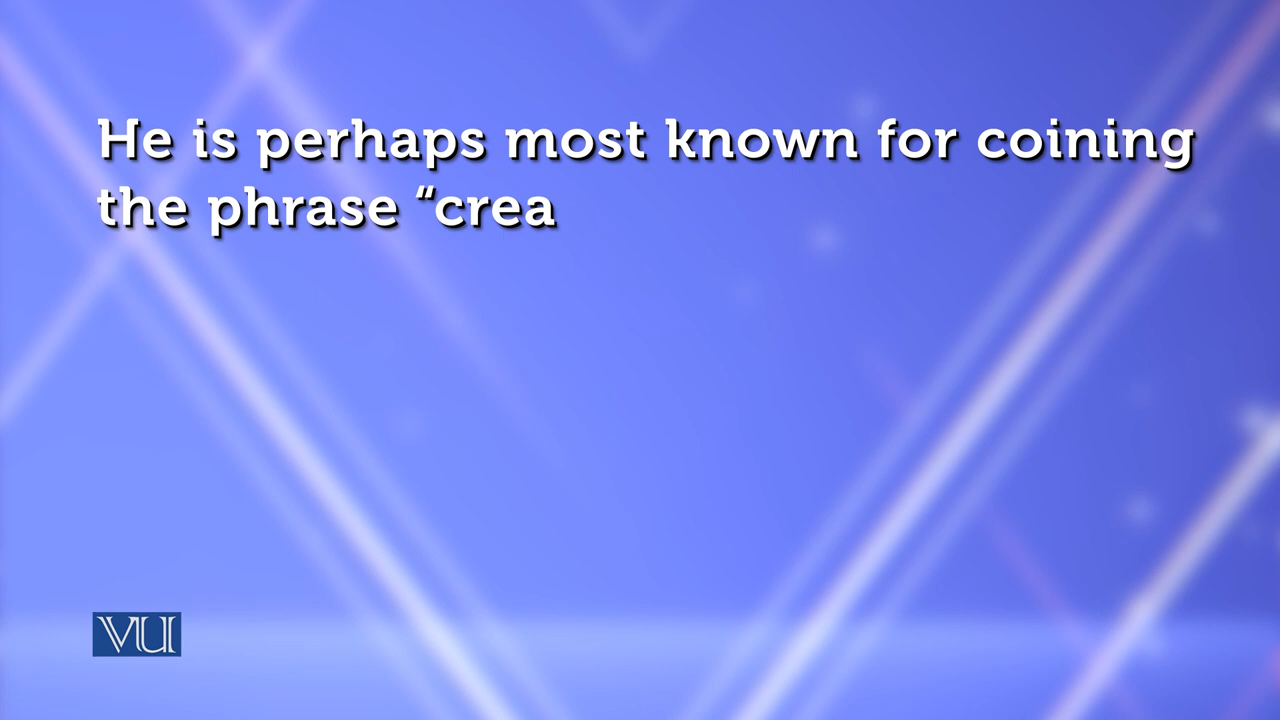 He is perhaps most known for coining
the phrase “crea
VU